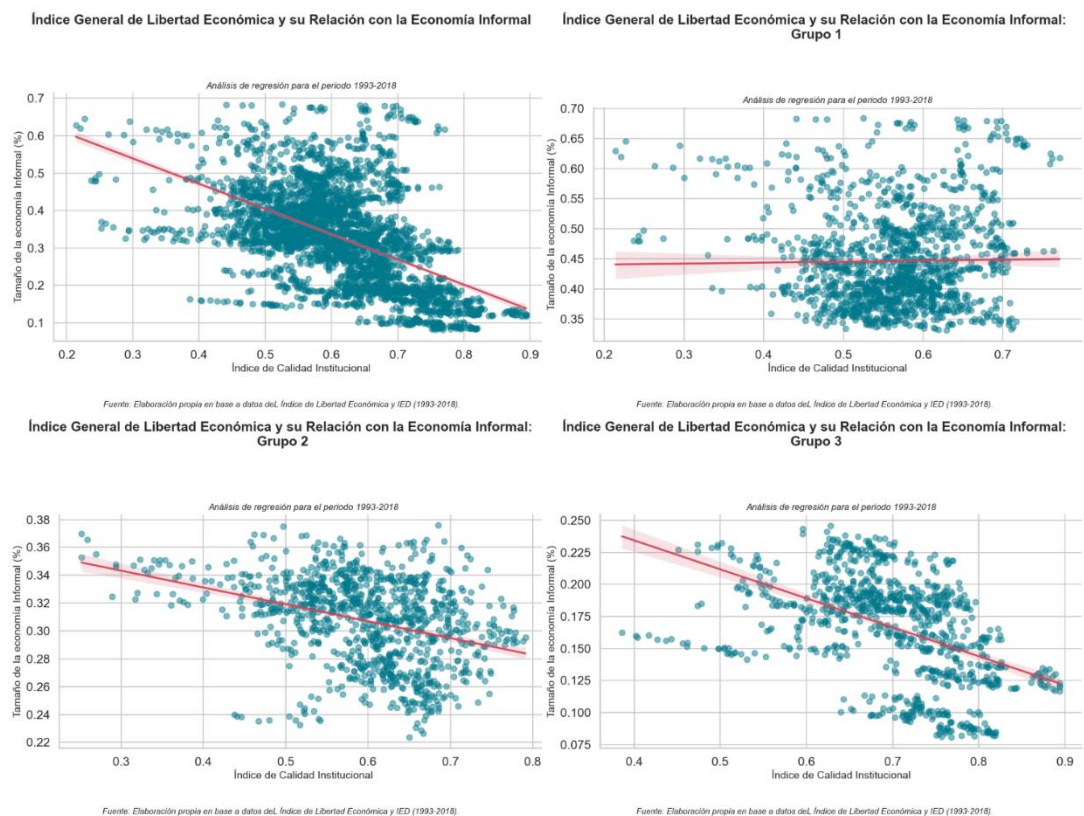 Índice General de Libertad Económica y su Relación con la Economía Informal
Análisis de regresión para el periodo 1993-2018
Tamaño de la economía Informal (%)
0.7
0.6
0.5
0.4
0.3
0.2
0.1
0.2 0.3 0.4 0.5 0.6 0.7 0.8 0.9
Índice de Calidad Institucional
Fuente: Elaboración propia en base a datos deL Índice de Libertad Económica y IED (1993-2018).
Índice General de Libertad Económica y su Relación con la Economía Informal:
Grupo 1
Análisis de regresión para el periodo 1993-2018
Tamaño de la economía Informal (%)
0.70
0.65
0.60
0.55
0.50
0.45
0.40
0.35
0.2 0.3 0.4 0.5 0.6 0.7
Índice de Calidad Institucional
Fuente: Elaboración propia en base a datos deL Índice de Libertad Económica y IED (1993-2018).
Índice General de Libertad Económica y su Relación con la Economía Informal:
Grupo 2
Análisis de regresión para el periodo 1993-2018
Tamaño de la economía Informal (%)
0.38
0.36
0.34
0.32
0.30
0.28
0.26
0.24
0.22
0.3 0.4 0.5 0.6 0.7 0.8
Índice de Calidad Institucional
Fuente: Elaboración propia en base a datos deL Índice de Libertad Económica y IED (1993-2018).
Índice General de Libertad Económica y su Relación con la Economía Informal:
Grupo 3
Análisis de regresión para el periodo 1993-2018
Tamaño de la economía Informal (%)
0.250
0.225
0.200
0.175
0.150
0.125
0.100
0.075
0.4 0.5 0.6 0.7 0.8 0.9
Índice de Calidad Institucional
Fuente: Elaboración propia en base a datos deL Índice de Libertad Económica y IED (1993-2018).